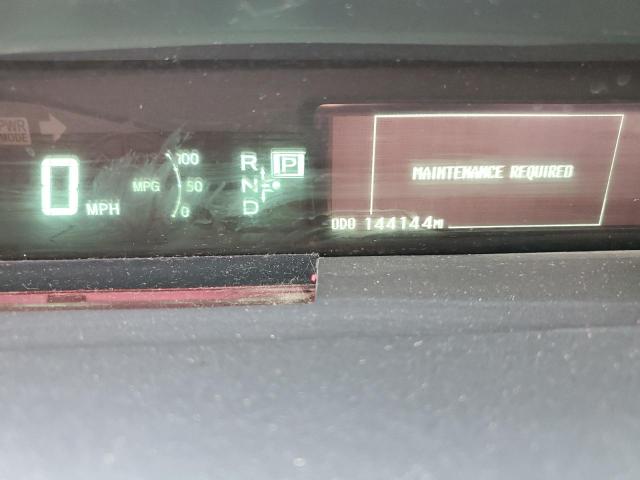 PWR
MODE
0 MPH
MPG
100
50
0
R P
N
D
MAINTENANCE REQUIRED
ODO 144144MI